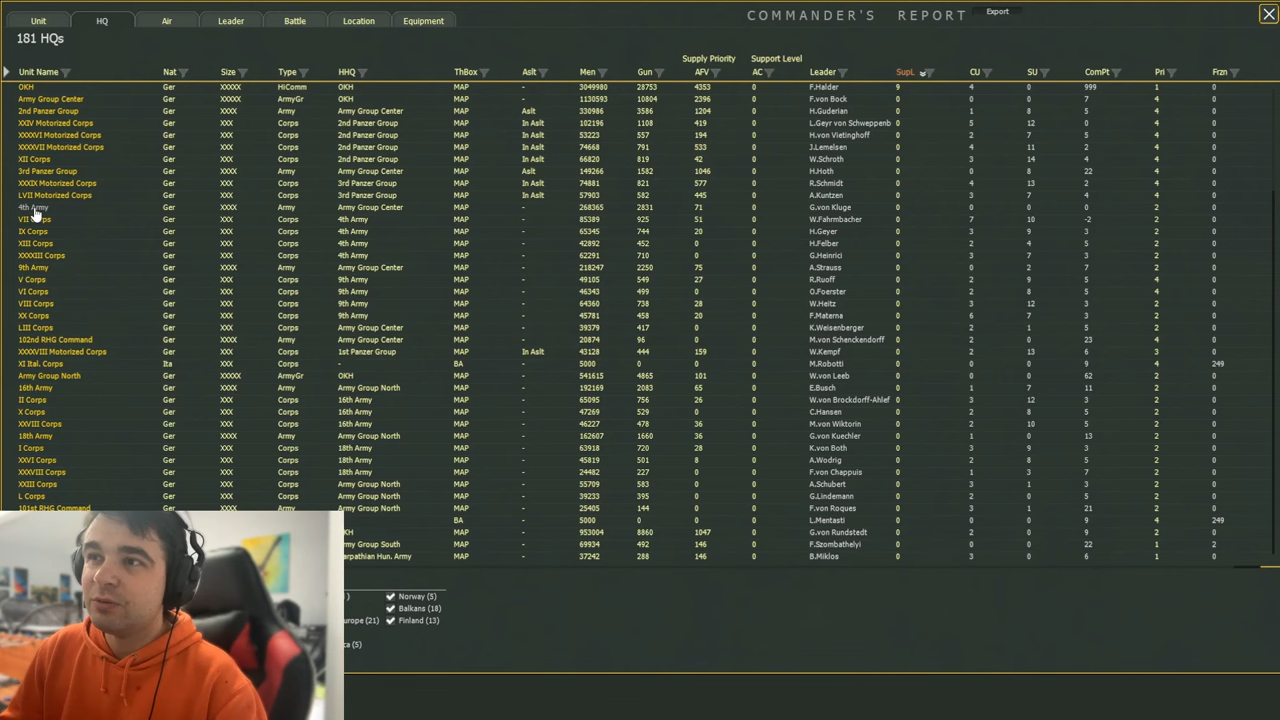 Unit HQ Air Leader Battle Location Equipment COMMANDER'S REPORT Export
181 HQs
Supply Priority Support Level
Unit Name Nat Size Type HHQ ThBox Aslt Men Gun AFV AC Leader SupL CU SU ComPt Pri Frzn
OKH Ger XXXXX HiComm OKH MAP - 3049980 28753 4353 0 F.Halder 9 4 0 999 1 0
Army Group Center Ger XXXXX ArmyGr OKH MAP - 1130593 10804 2396 0 F.von Bock 0 2 0 7 4 0
2nd Panzer Group Ger XXXX Army Army Group Center MAP Aslt 330986 3586 1204 0 H.Guderian 0 1 8 5 4 0
XXIV Motorized Corps Ger XXX Corps 2nd Panzer Group MAP In Aslt 102196 1108 419 0 L.Geyr von Schweppenb 0 5 12 0 4 0
XXXXVI Motorized Corps Ger XXX Corps 2nd Panzer Group MAP In Aslt 53223 557 194 0 H.von Vietinghoff 0 2 7 5 4 0
XXXXVII Motorized Corps Ger XXX Corps 2nd Panzer Group MAP In Aslt 74668 791 533 0 J.Lemelsen 0 4 11 2 4 0
XII Corps Ger XXX Corps 2nd Panzer Group MAP In Aslt 66820 819 42 0 W.Schroth 0 3 14 4 4 0
3rd Panzer Group Ger XXXX Army Army Group Center MAP Aslt 149266 1582 1046 0 H.Hoth 0 0 8 22 4 0
XXXIX Motorized Corps Ger XXX Corps 3rd Panzer Group MAP In Aslt 74881 821 577 0 R.Schmidt 0 4 13 2 4 0
LVII Motorized Corps Ger XXX Corps 3rd Panzer Group MAP In Aslt 57903 582 445 0 A.Kuntzen 0 3 7 4 4 0
4th Army Ger XXXX Army Army Group Center MAP - 268365 2831 71 0 G.von Kluge 0 0 0 5 2 0
VII Corps Ger XXX Corps 4th Army MAP - 85389 925 51 0 W.Fahrmbacher 0 7 10 -2 2 0
IX Corps Ger XXX Corps 4th Army MAP - 65345 744 20 0 H.Geyer 0 3 9 3 2 0
XIII Corps Ger XXX Corps 4th Army MAP - 42892 452 0 0 H.Felber 0 2 4 5 2 0
XXXXIII Corps Ger XXX Corps 4th Army MAP - 62291 710 0 0 G.Heinrici 0 3 7 3 2 0
9th Army Ger XXXX Army Army Group Center MAP - 218247 2250 75 0 A.Strauss 0 0 2 7 2 0
V Corps Ger XXX Corps 9th Army MAP - 49105 549 27 0 R.Ruoff 0 2 9 5 4 0
VI Corps Ger XXX Corps 9th Army MAP - 46343 499 0 0 O.Foerster 0 2 8 5 4 0
VIII Corps Ger XXX Corps 9th Army MAP - 64360 738 28 0 W.Heitz 0 3 12 3 2 0
XX Corps Ger XXX Corps 9th Army MAP - 45781 458 20 0 F.Materna 0 6 7 3 2 0
LIII Corps Ger XXX Corps Army Group Center MAP - 39379 417 0 0 K.Weisenberger 0 2 1 5 2 0
102nd RHG Command Ger XXXX Army Group Center MAP - 20874 96 0 0 M.von Schenckendorff 0 2 0 23 4 0
XXXXVIII Motorized Corps Ger XXX Corps 1st Panzer Group MAP In Aslt 43128 444 159 0 W.Kempf 0 2 13 6 3 0
XI Ital. Corps Ita XXX Corps - BA - 5000 0 0 0 M.Robotti 0 0 0 9 4 249
Army Group North Ger XXXXX ArmyGr OKH MAP - 541615 4865 101 0 W.von Leeb 0 0 0 62 2 0
16th Army Ger XXXX Army Army Group North MAP - 192169 2083 65 0 E.Busch 0 1 7 11 2 0
II Corps Ger XXX Corps 16th Army MAP - 65095 756 26 0 W.von Brockdorff-Ahlef 0 3 12 3 2 0
X Corps Ger XXX Corps 16th Army MAP - 47269 529 0 0 C.Hansen 0 2 8 5 2 0
XXVIII Corps Ger XXX Corps 16th Army MAP - 46227 478 36 0 M.von Wiktorin 0 2 10 5 2 0
18th Army Ger XXXX Army Army Group North MAP - 162607 1660 36 0 G.von Kuechler 0 1 0 13 2 0
I Corps Ger XXX Corps 18th Army MAP - 63918 720 28 0 K.von Both 0 3 9 3 2 0
XXVI Corps Ger XXX Corps 18th Army MAP - 45819 501 8 0 A.Wodrig 0 2 8 5 2 0
XXXVIII Corps Ger XXX Corps 18th Army MAP - 24482 227 0 0 F.von Chappuis 0 1 3 7 2 0
XXIII Corps Ger XXX Corps Army Group North MAP - 55709 583 0 0 A.Schubert 0 3 1 3 2 0
L Corps Ger XXX Corps Army Group North MAP - 39233 395 0 0 G.Lindemann 0 2 0 5 2 0
101st RHG Command Ger XXXX Army Group North MAP - 25405 144 0 0 F.von Roques 0 3 1 21 2 0
BA - 5000 0 0 0 L.Mentasti 0 0 0 9 4 249
KH MAP - 953004 8860 1047 0 G.von Rundstedt 0 2 0 9 2 0
Army Group South MAP - 69934 492 146 0 F.Szombathelyi 0 0 0 22 1 2
arpathian Hun. Army MAP - 37242 288 146 0 B.Miklos 0 3 0 6 1 0
) Norway (5)
Balkans (18)
urope (21) Finland (13)
ca (5)